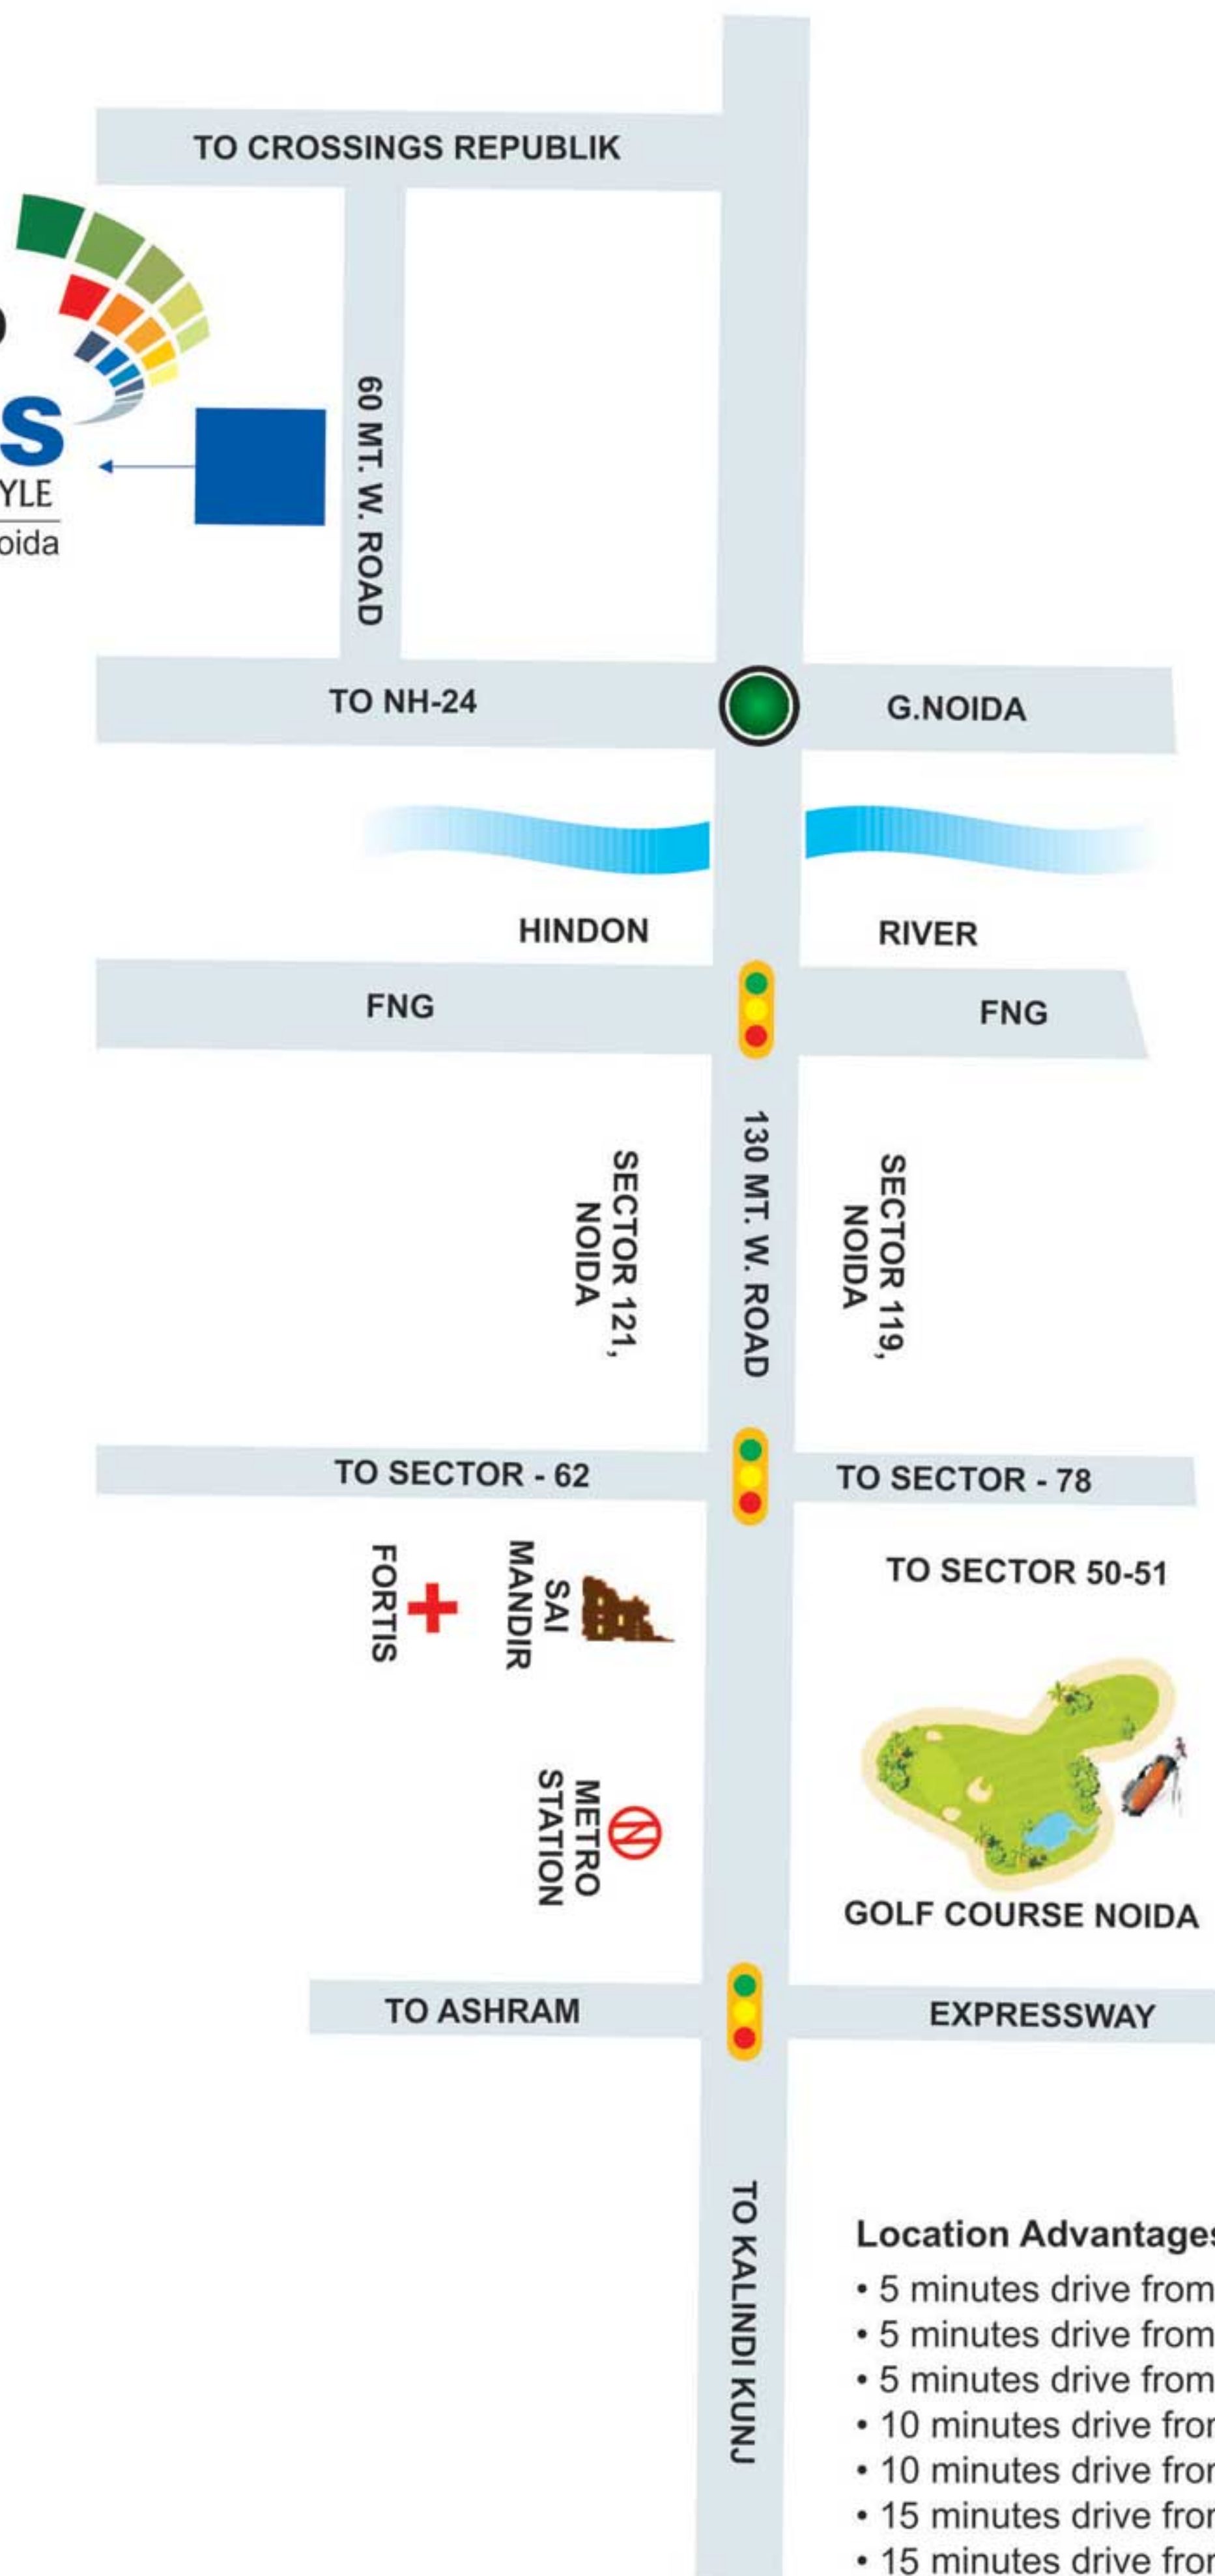 TO CROSSINGS REPUBLIK
60 MT. W. ROAD
TO NH-24
G.NOIDA
HINDON
RIVER
FNG
FNG
130 MT. W. ROAD
SECTOR 121,
NOIDA
SECTOR 119,
NOIDA
TO SECTOR - 62
TO SECTOR - 78
FORTIS
SAI
MANDIR
TO SECTOR 50-51
METRO
STATION
GOLF COURSE NOIDA
TO ASHRAM
EXPRESSWAY
TO KALINDI KUNJ
Location Advantages
• 5 minutes drive from
• 5 minutes drive from
• 5 minutes drive from
• 10 minutes drive
• 10 minutes drive
• 15 minutes drive
• 15 minutes drive